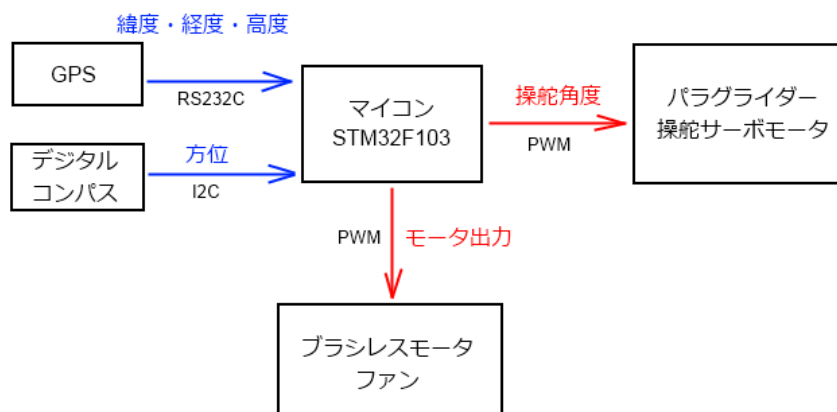 緯度・経度・高度
GPS
RS232C
マイコン
STM32F103
操舵角度
PWM
パラグライダー
操舵サーボモータ
デジタル
コンパス
方位
I2C
PWM
モータ出力
ブラシレスモータ
ファン